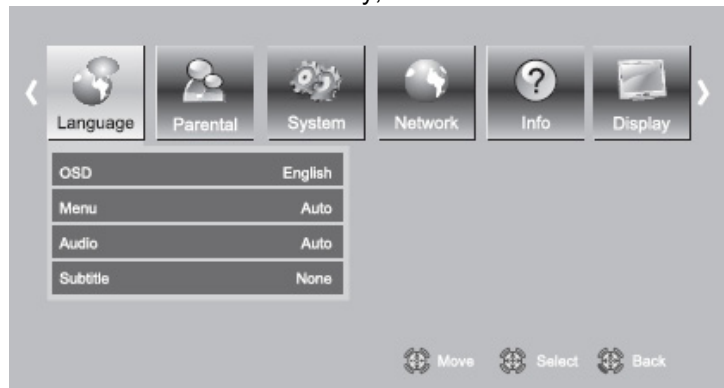 Language Parental System Network Info Display
OSD English
Menu Auto
Audio Auto
Subtitle None
Move Select Back